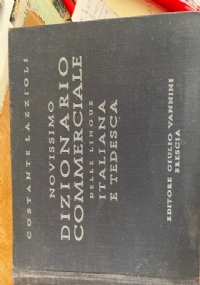 COSTANTE LAZZIOLI
NOVISSIMO
DIZIONARIO
COMMERCIALE
DELLE LINGUE
ITALIANA
E TEDESCA
EDITORE GIULIO VANNINI
BRESCIA